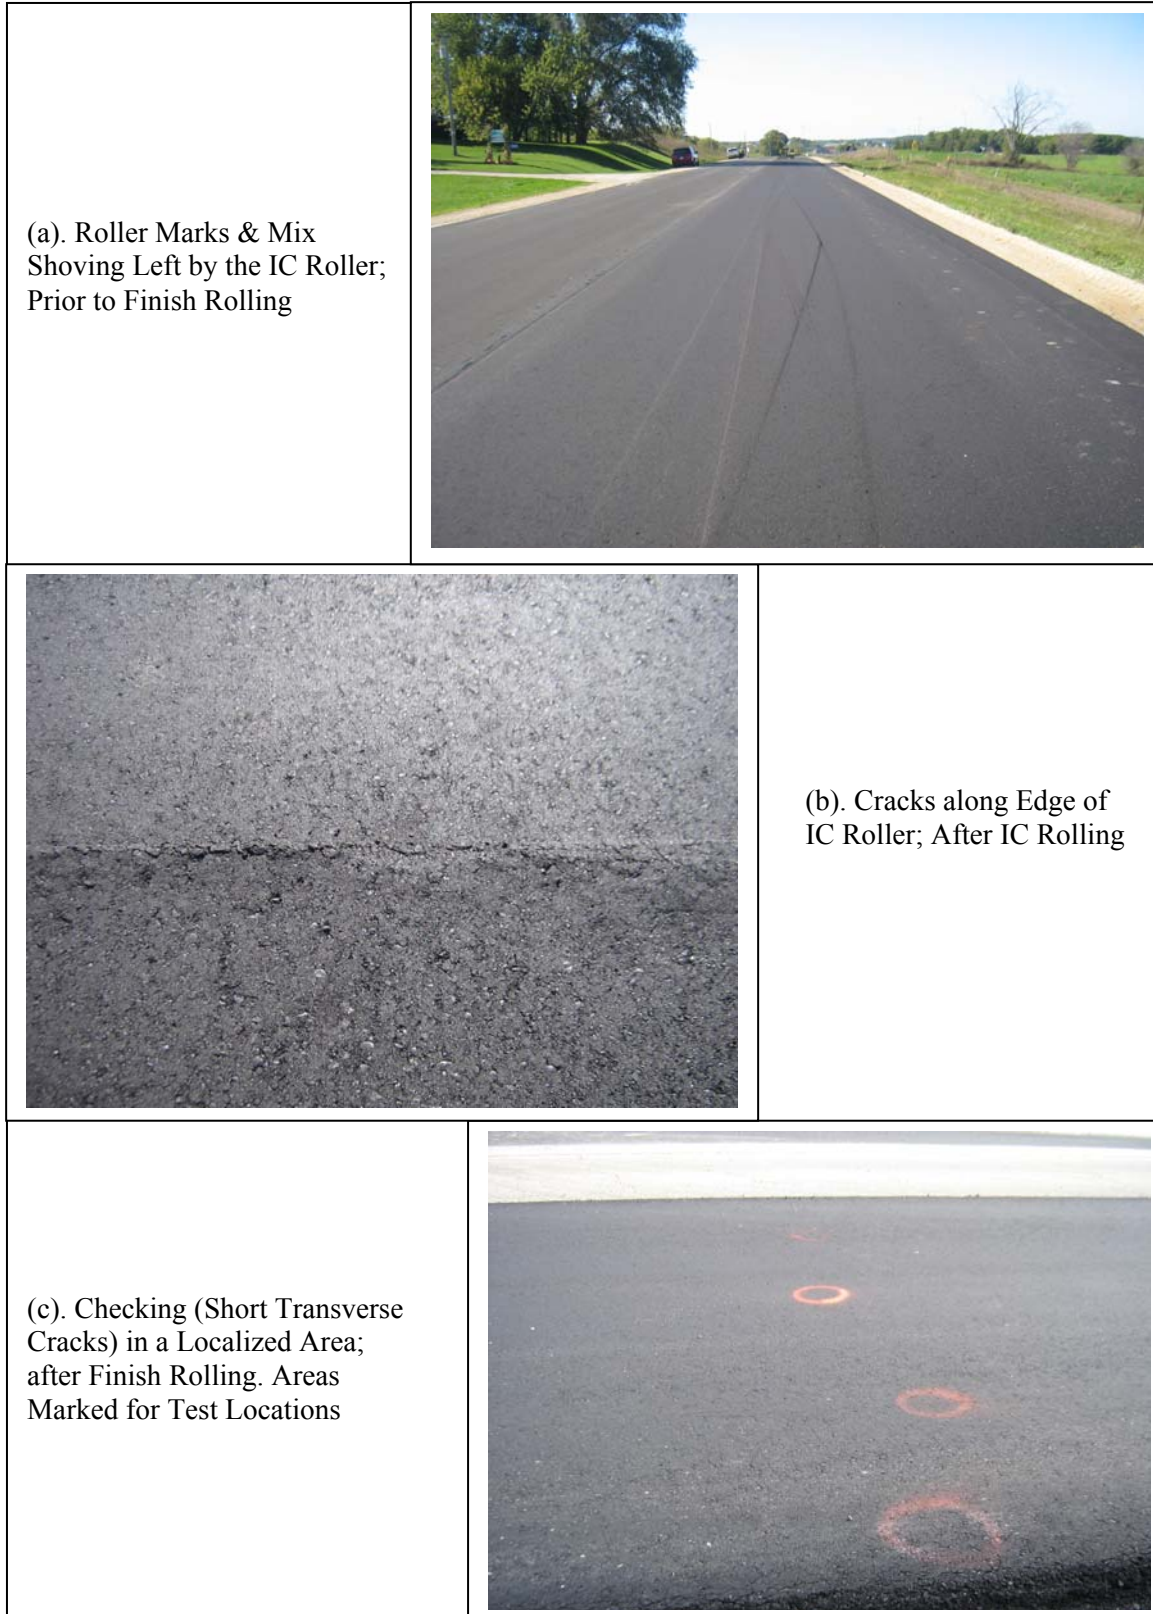 (a). Roller Marks & Mix
Shoving Left by the IC Roller;
Prior to Finish Rolling
(b). Cracks along Edge of
IC Roller; After IC Rolling
(c). Checking (Short Transverse
Cracks) in a Localized Area;
after Finish Rolling. Areas
Marked for Test Locations